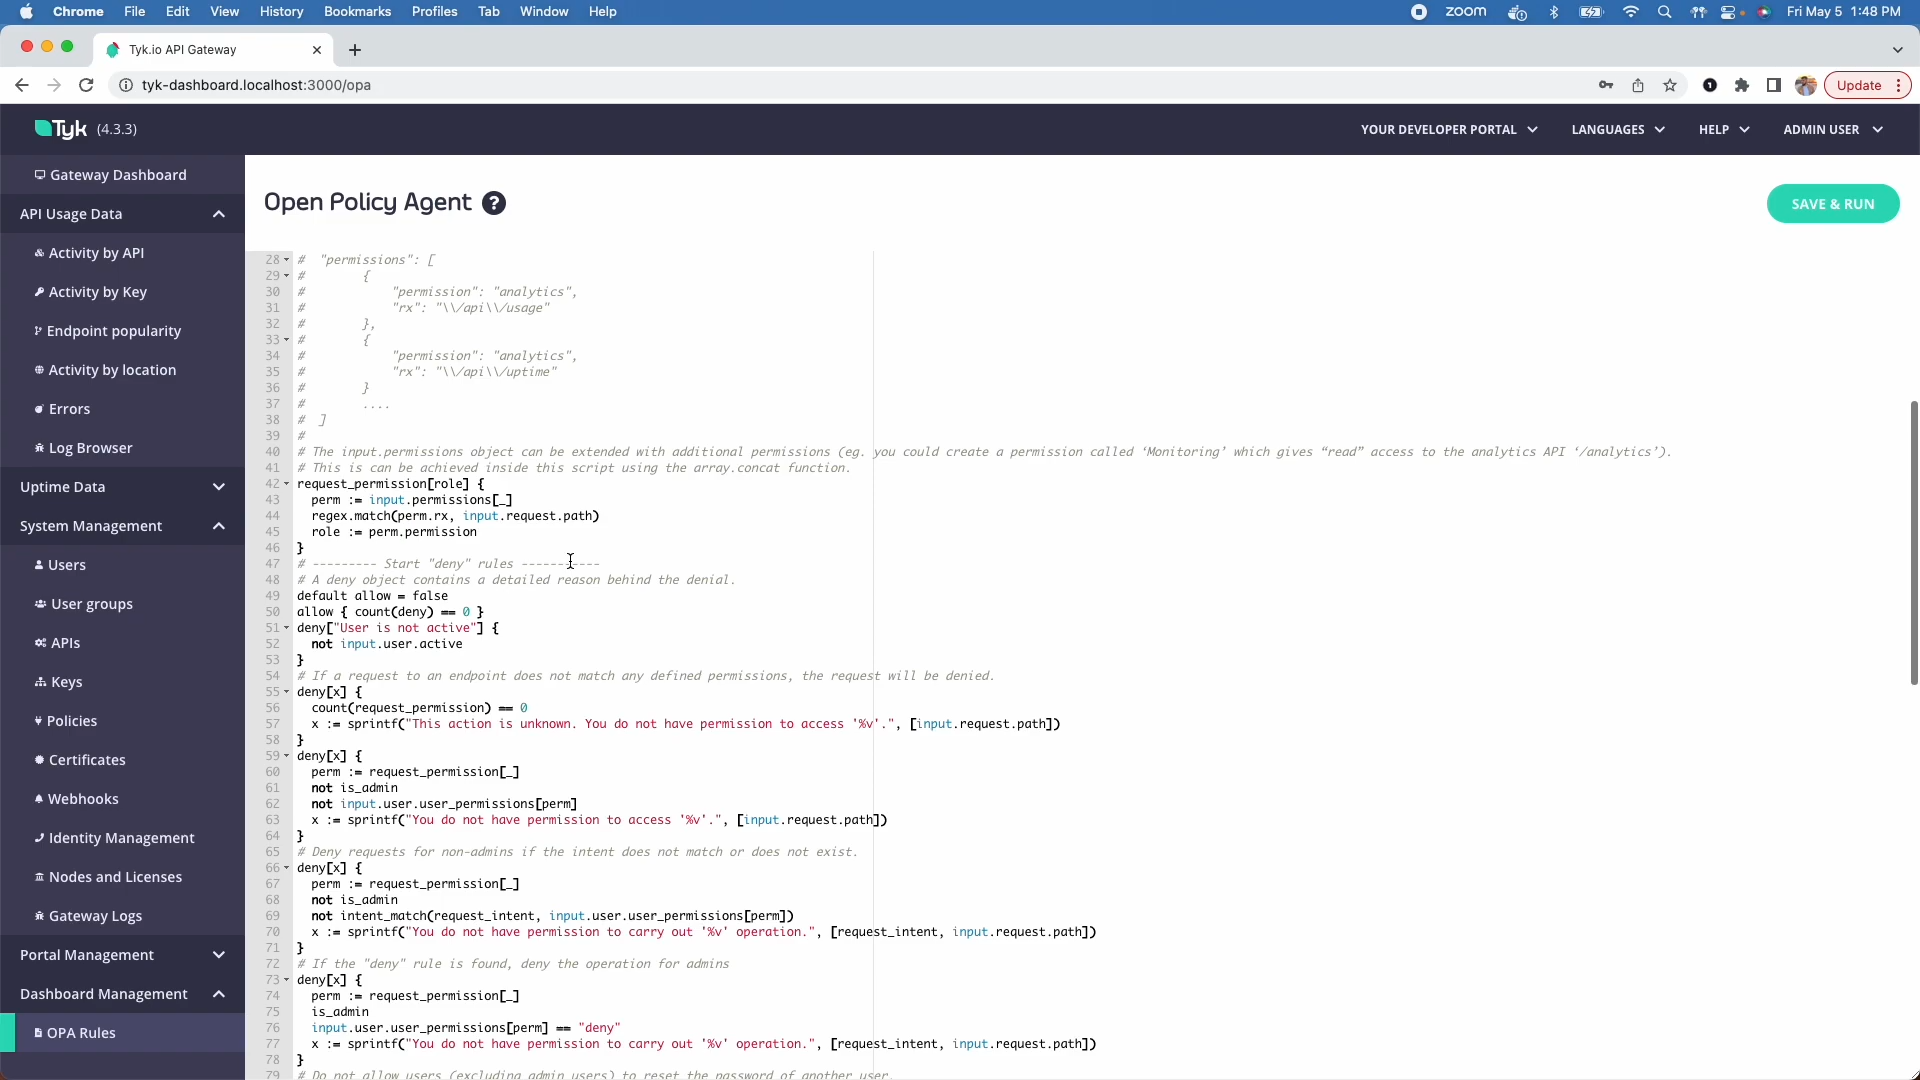 Chrome File Edit View History Bookmarks Profiles Tab Window Help zoom Fri May 5 1:48 PM
Tyk.io API Gateway
tyk-dashboard.localhost:3000/opa Update
Tyk (4.3.3) YOUR DEVELOPER PORTAL LANGUAGES HELP ADMIN USER
Gateway Dashboard
API Usage Data
Activity by API
Activity by Key
Endpoint popularity
Activity by location
Errors
Log Browser
Uptime Data
System Management
Users
User groups
APIs
Keys
Policies
Certificates
Webhooks
Identity Management
Nodes and Licenses
Gateway Logs
Portal Management
Dashboard Management
OPA Rules
Open Policy Agent ?
SAVE & RUN
28 # "permissions": [
29 # {
30 # "permission": "analytics",
31 # "rx": "\\/api\\/usage"
32 # },
33 # {
34 # "permission": "analytics",
35 # "rx": "\\/api\\/uptime"
36 # }
37 # ....
38 # ]
39 #
40 # The input.permissions object can be extended with additional permissions (eg. you could create a permission called ‘Monitoring’ which gives “read” access to the analytics API ‘/analytics’).
41 # This is can be achieved inside this script using the array.concat function.
42 request_permission[role] {
43 perm := input.permissions[_]
44 regex.match(perm.rx, input.request.path)
45 role := perm.permission
46 }
47 # --------- Start "deny" rules -----------
48 # A deny object contains a detailed reason behind the denial.
49 default allow = false
50 allow { count(deny) == 0 }
51 deny["User is not active"] {
52 not input.user.active
53 }
54 # If a request to an endpoint does not match any defined permissions, the request will be denied.
55 deny[x] {
56 count(request_permission) == 0
57 x := sprintf("This action is unknown. You do not have permission to access '%v'.", [input.request.path])
58 }
59 deny[x] {
60 perm := request_permission[_]
61 not is_admin
62 not input.user.user_permissions[perm]
63 x := sprintf("You do not have permission to access '%v'.", [input.request.path])
64 }
65 # Deny requests for non-admins if the intent does not match or does not exist.
66 deny[x] {
67 perm := request_permission[_]
68 not is_admin
69 not intent_match(request_intent, input.user.user_permissions[perm])
70 x := sprintf("You do not have permission to carry out '%v' operation.", [request_intent, input.request.path])
71 }
72 # If the "deny" rule is found, deny the operation for admins
73 deny[x] {
74 perm := request_permission[_]
75 is_admin
76 input.user.user_permissions[perm] == "deny"
77 x := sprintf("You do not have permission to carry out '%v' operation.", [request_intent, input.request.path])
78 }
79 # Do not allow users (excluding admin users) to reset the password of another user.